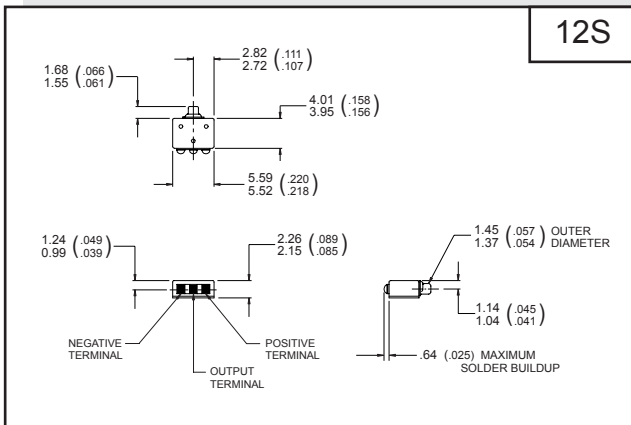 12S
2.82 (.111)
2.72 (.107)
1.68 (.066)
1.55 (.061)
4.01 (.158)
3.95 (.156)
5.59 (.220)
5.52 (.218)
1.24 (.049)
0.99 (.039)
2.26 (.089)
2.15 (.085)
1.45 (.057) OUTER
1.37 (.054) DIAMETER
1.14 (.045)
1.04 (.041)
NEGATIVE
TERMINAL
POSITIVE
TERMINAL
OUTPUT
TERMINAL
.64 (.025) MAXIMUM
SOLDER BUILDUP